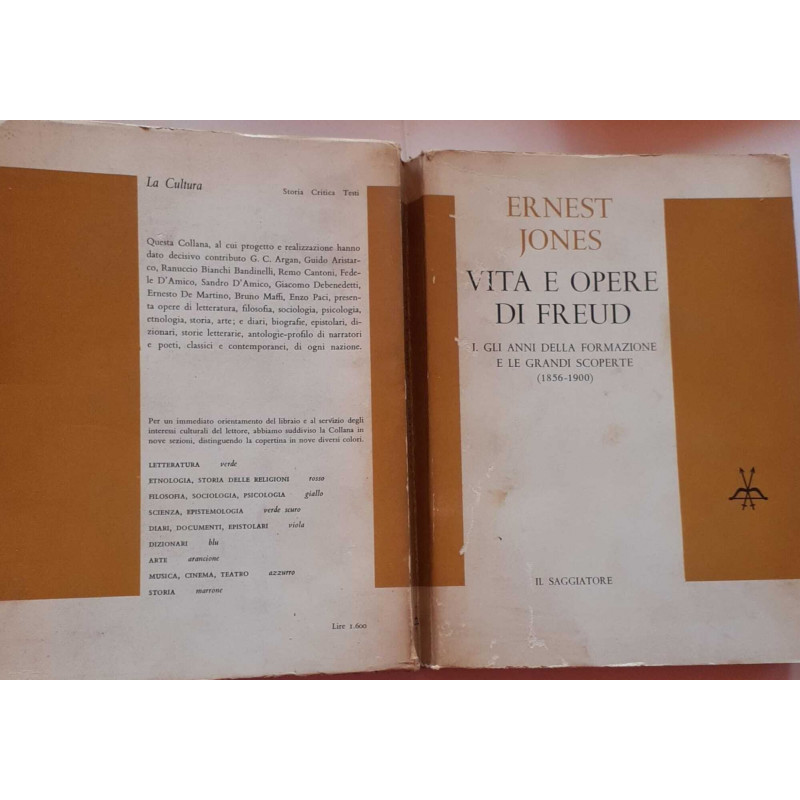 La Cultura
Storia Critica Testi
Questa Collana, al cui progetto e realizzazione hanno
dato decisivo contributo G. C. Argan, Guido Aristar-
co, Ranuccio Bianchi Bandinelli, Remo Cantoni, Fede-
le D'Amico, Sandro D'Amico, Giacomo Debenedetti,
Ernesto De Martino, Bruno Maffi, Enzo Paci, presen-
ta opere di letteratura, filosofia, sociologia, psicologia,
etnologia, storia, arte; e diari, biografie, epistolari, di-
zionari, storie letterarie, antologie-profilo di narratori
e poeti, classici e contemporanei, di ogni nazione.
Per un immediato orientamento del libraio e al servizio degli
interessi culturali del lettore, abbiamo suddiviso la Collana in
nove sezioni, distinguendo la copertina in nove diversi colori.
LETTERATURA verde
ETNOLOGIA, STORIA DELLE RELIGIONI rosso
FILOSOFIA, SOCIOLOGIA, PSICOLOGIA giallo
SCIENZA, EPISTEMOLOGIA verde scuro
DIARI, DOCUMENTI, EPISTOLARI viola
DIZIONARI blu
ARTE arancione
MUSICA, CINEMA, TEATRO azzurro
STORIA marrone
Lire 1.600
ERNEST
JONES
VITA E OPERE
DI FREUD
I. GLI ANNI DELLA FORMAZIONE
E LE GRANDI SCOPERTE
(1856-1900)
IL SAGGIATORE